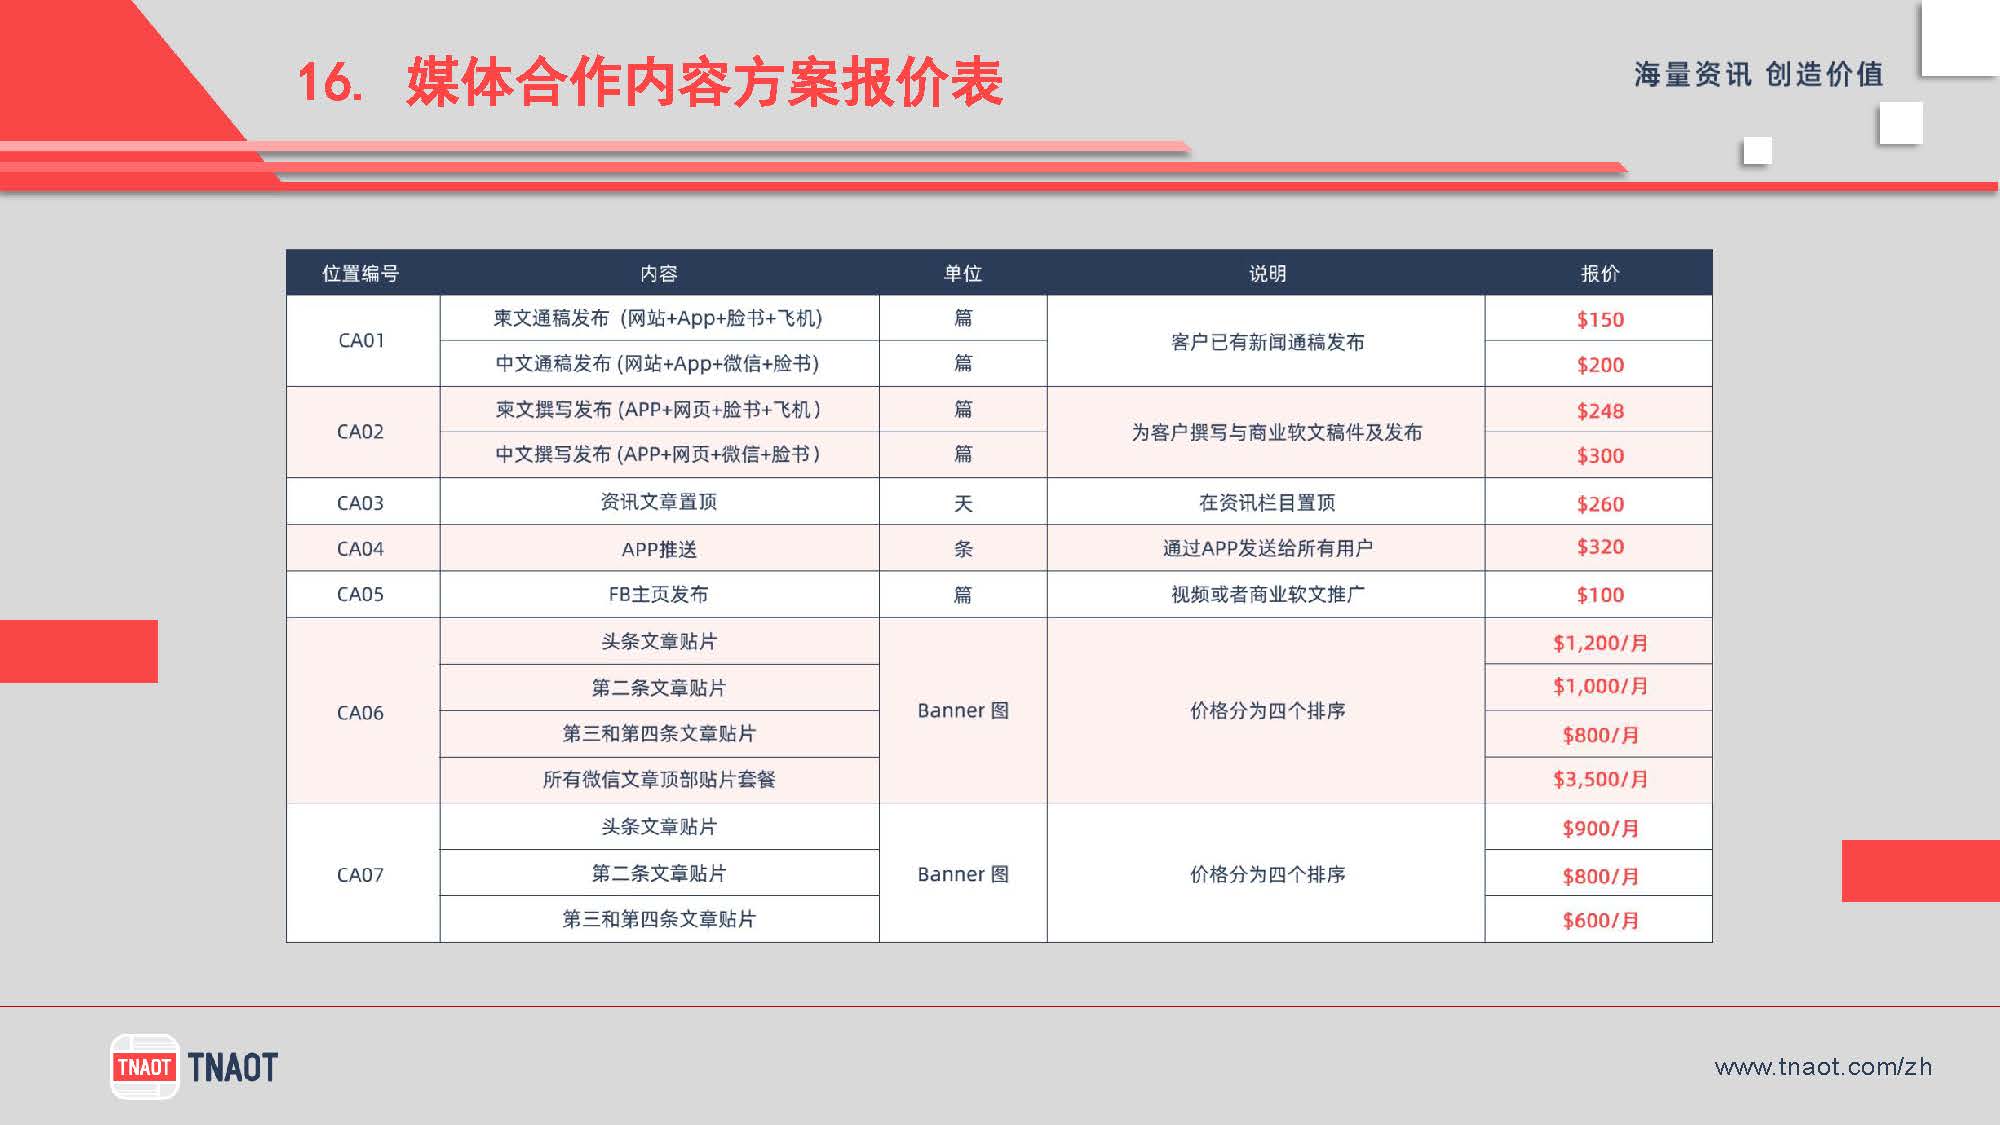 16. 媒体合作内容方案报价表
海量资讯 创造价值
位置编号 内容 单位 说明 报价
CA01 柬文通稿发布 (网站+App+脸书+飞机) 篇 客户已有新闻通稿发布 $150
中文通稿发布 (网站+App+微信+脸书) 篇 $200
CA02 柬文撰写发布 (APP+网页+脸书+飞机) 篇 为客户撰写与商业软文稿件及发布 $248
中文撰写发布 (APP+网页+微信+脸书) 篇 $300
CA03 资讯文章置顶 天 在资讯栏目置顶 $260
CA04 APP推送 条 通过APP发送给所有用户 $320
CA05 FB主页发布 篇 视频或者商业软文推广 $100
CA06 头条文章贴片 Banner 图 价格分为四个排序 $1,200/月
第二条文章贴片 $1,000/月
第三和第四条文章贴片 $800/月
所有微信文章顶部贴片套餐 $3,500/月
CA07 头条文章贴片 Banner 图 价格分为四个排序 $900/月
第二条文章贴片 $800/月
第三和第四条文章贴片 $600/月
TNAOT TNAOT
www.tnaot.com/zh